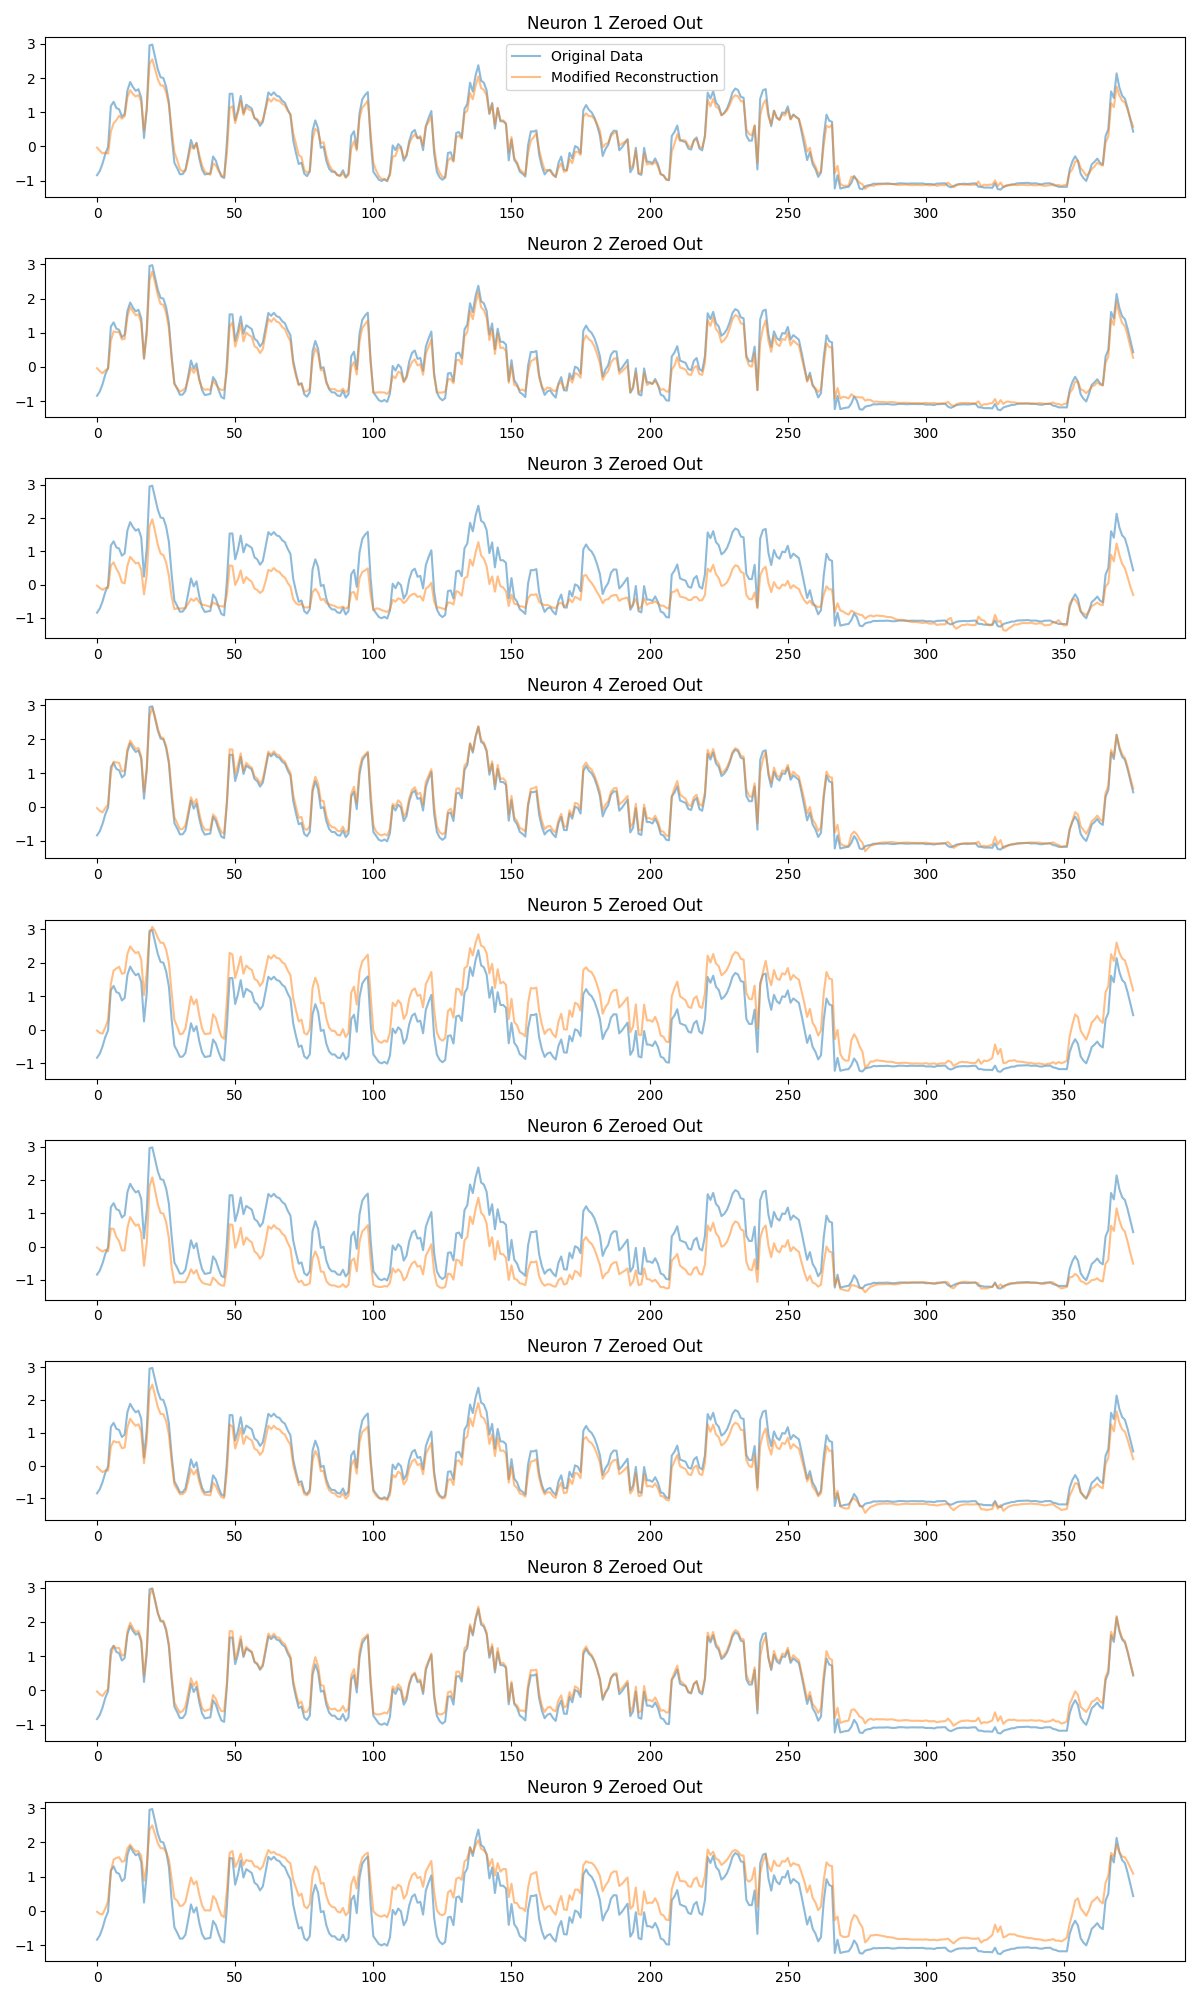 Neuron 1 Zeroed Out
Original Data
Modified Reconstruction
3
2
1
0
−1
0 50 100 150 200 250 300 350
Neuron 2 Zeroed Out
3
2
1
0
−1
0 50 100 150 200 250 300 350
Neuron 3 Zeroed Out
3
2
1
0
−1
0 50 100 150 200 250 300 350
Neuron 4 Zeroed Out
3
2
1
0
−1
0 50 100 150 200 250 300 350
Neuron 5 Zeroed Out
3
2
1
0
−1
0 50 100 150 200 250 300 350
Neuron 6 Zeroed Out
3
2
1
0
−1
0 50 100 150 200 250 300 350
Neuron 7 Zeroed Out
3
2
1
0
−1
0 50 100 150 200 250 300 350
Neuron 8 Zeroed Out
3
2
1
0
−1
0 50 100 150 200 250 300 350
Neuron 9 Zeroed Out
3
2
1
0
−1
0 50 100 150 200 250 300 350